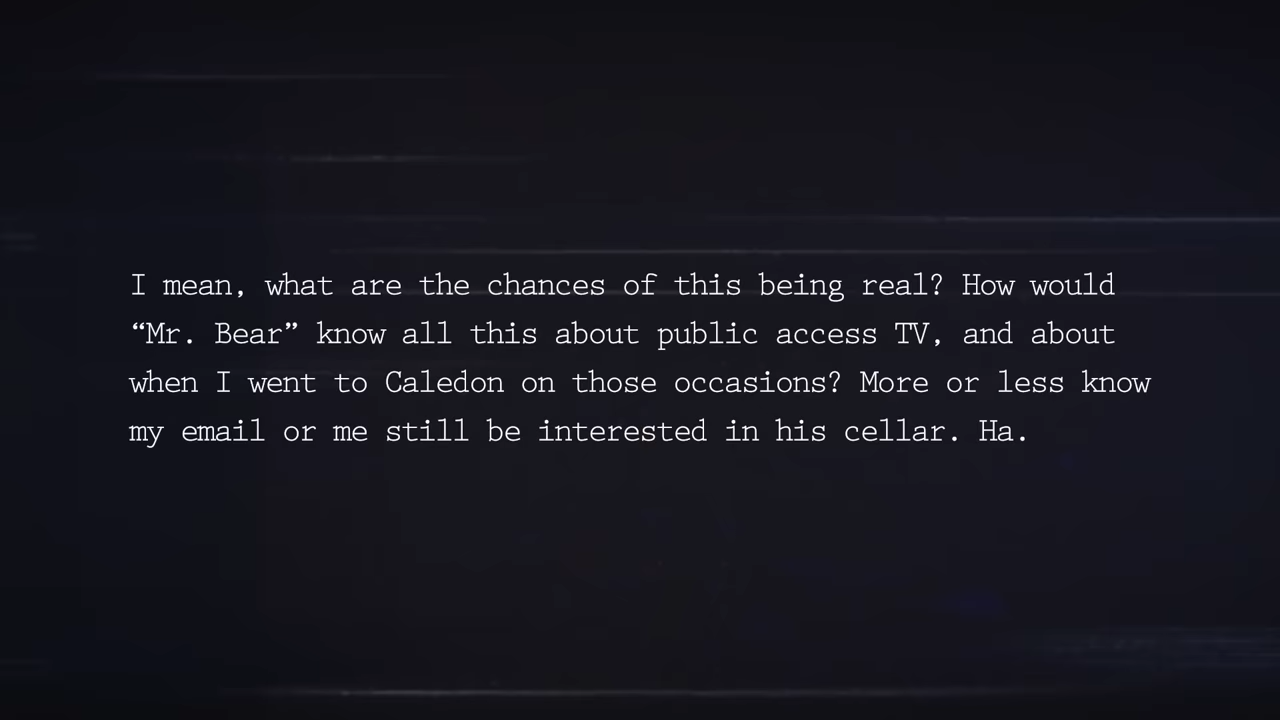 I mean, what are the chances of this being real? How would
“Mr. Bear” know all this about public access TV, and about
when I went to Caledon on those occasions? More or less know
my email or me still be interested in his cellar. Ha.